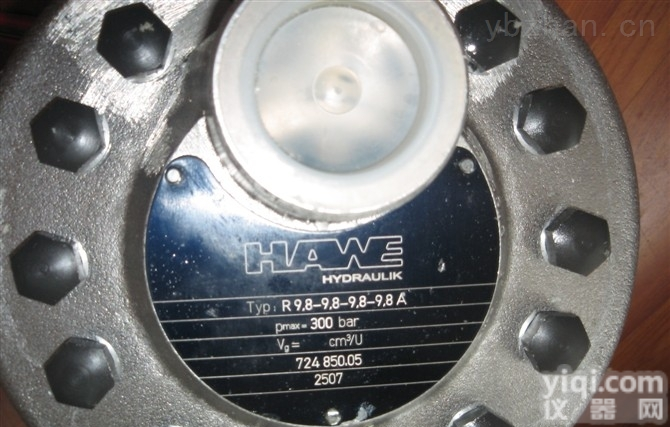 ybzhan.cn
HAWE
HYDRAULIK
Typ: R 9,8-9,8-9,8-9,8 A
pmax= 300 bar
Vg= cm³/U
724 850.05
2507
yiqi.com
仪器网